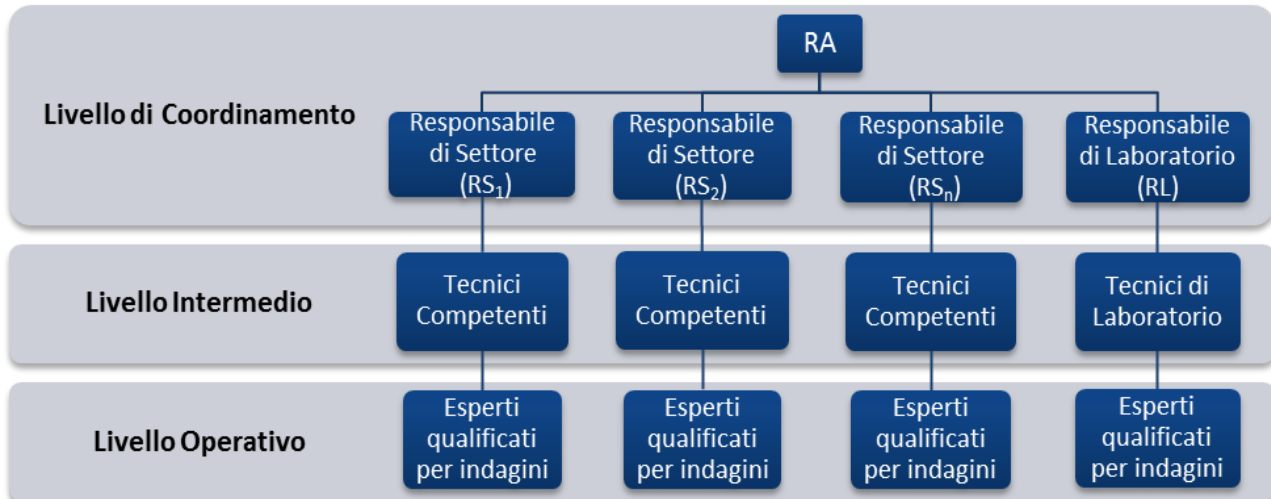 RA
Livello di Coordinamento
Responsabile
di Settore
(RS₁)
Responsabile
di Settore
(RS₂)
Responsabile
di Settore
(RSₙ)
Responsabile
di Laboratorio
(RL)
Livello Intermedio
Tecnici
Competenti
Tecnici
Competenti
Tecnici
Competenti
Tecnici di
Laboratorio
Livello Operativo
Esperti
qualificati
per indagini
Esperti
qualificati
per indagini
Esperti
qualificati
per indagini
Esperti
qualificati
per indagini